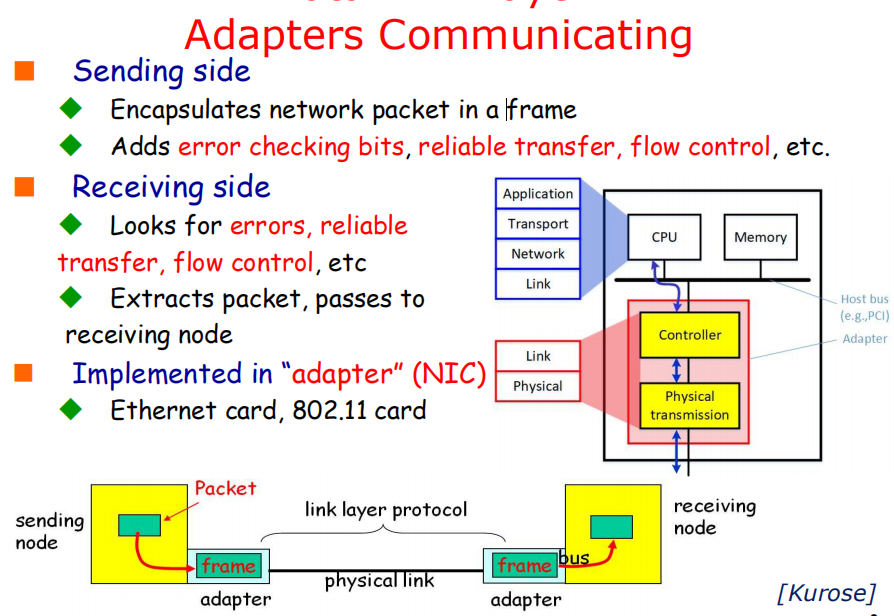 Adapters Communicating
Sending side
Encapsulates network packet in a frame
Adds error checking bits, reliable transfer, flow control, etc.
Receiving side
Looks for errors, reliable
transfer, flow control, etc
Extracts packet, passes to
receiving node
Implemented in “adapter” (NIC)
Ethernet card, 802.11 card
Application
Transport
Network
Link
CPU
Memory
Host bus
(e.g.,PCI)
Adapter
Controller
Link
Physical
Physical
transmission
Packet
sending
node
link layer protocol
receiving
node
frame
physical link
frame
bus
adapter
adapter
[Kurose]